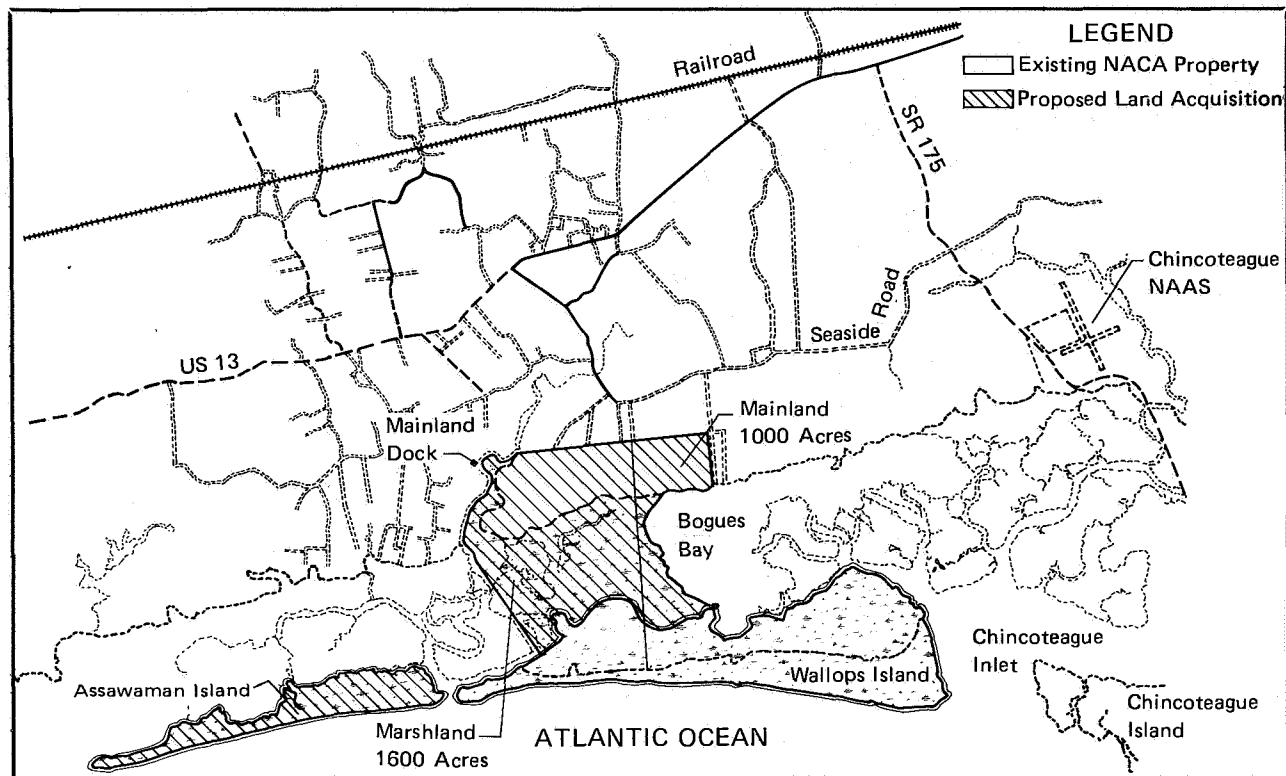 LEGEND
Existing NACA Property
Proposed Land Acquisition
Railroad
SR 175
Chincoteague
NAAS
Seaside Road
US 13
Mainland
Dock
Mainland
1000 Acres
Bogues
Bay
Chincoteague
Inlet
Wallops Island
Assawaman Island
Chincoteague
Island
Marshland
1600 Acres
ATLANTIC OCEAN